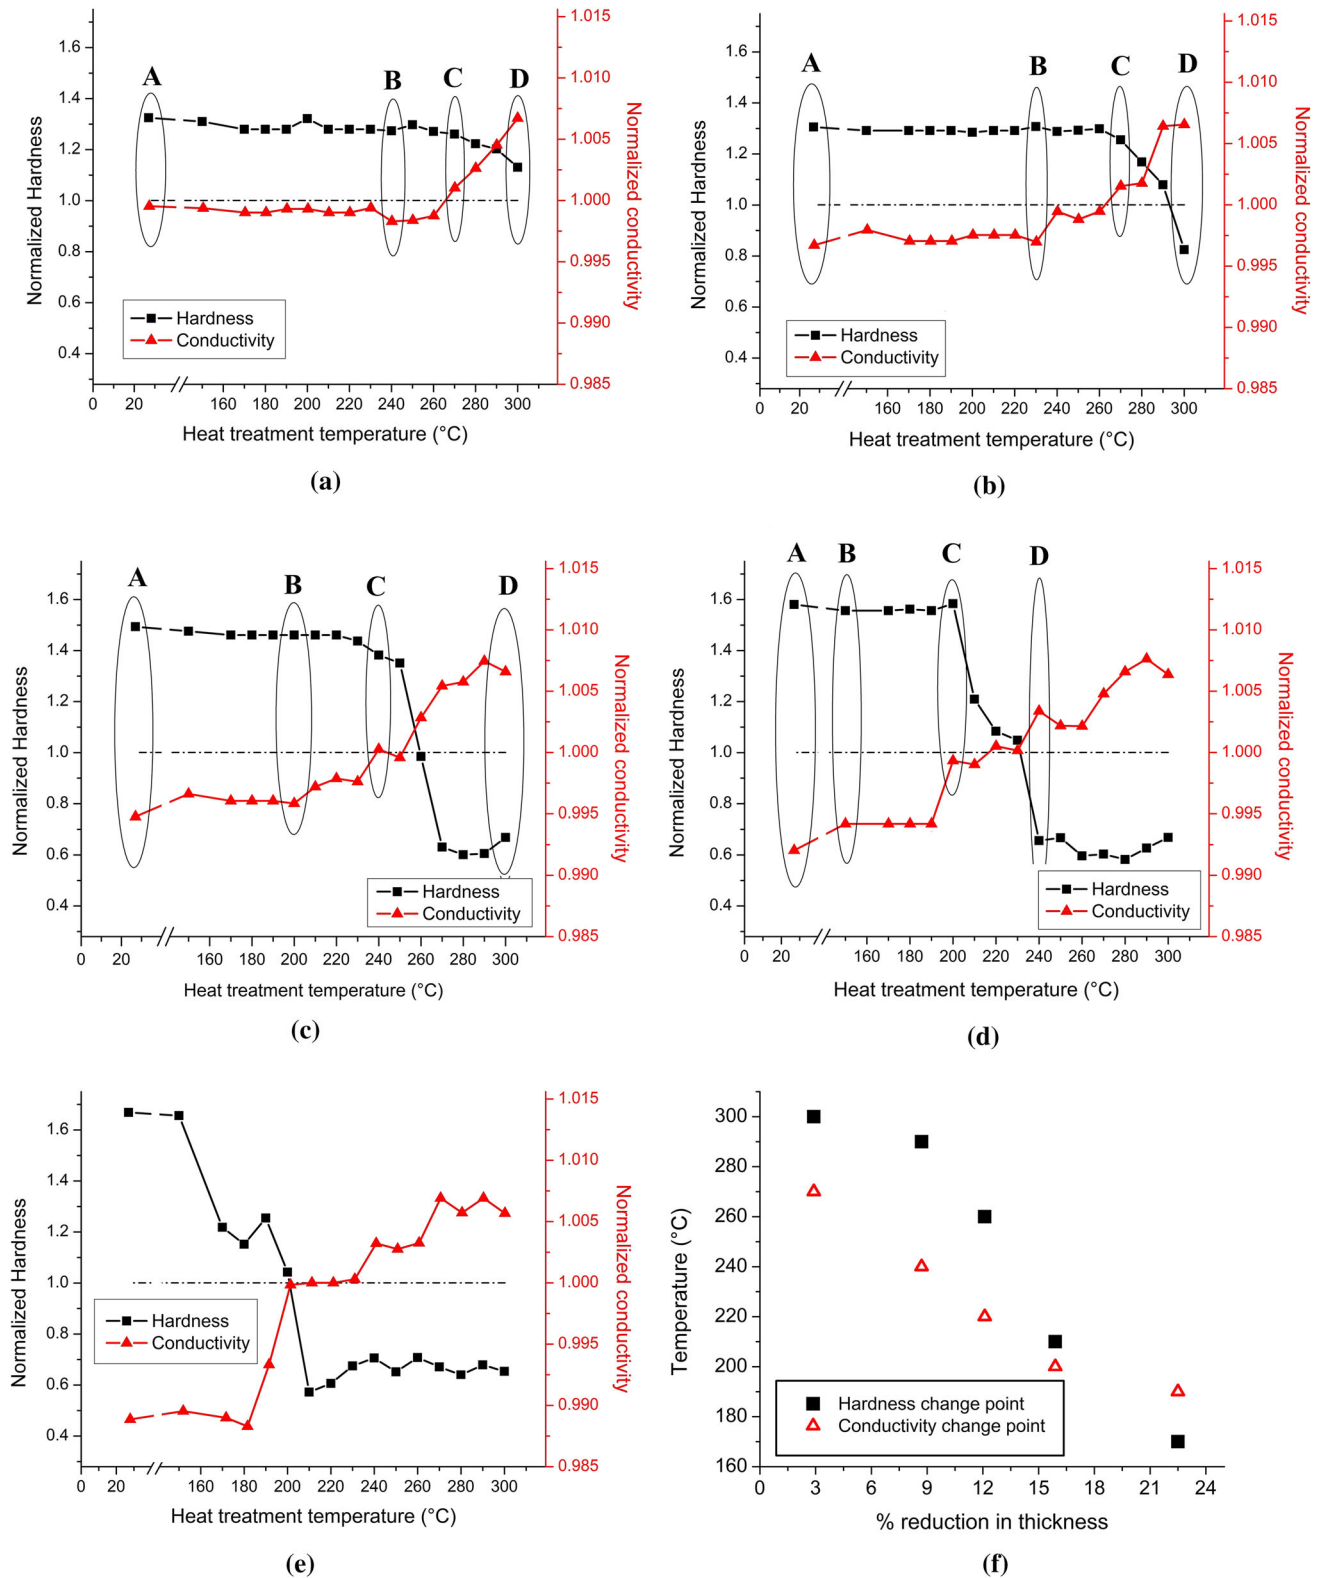 A
B
C
D
1.6
1.4
1.2
1.0
0.8
0.6
0.4
Normalized Hardness
1.015
1.010
1.005
1.000
0.995
0.990
0.985
Normalized conductivity
Hardness
Conductivity
0 20 160 180 200 220 240 260 280 300
Heat treatment temperature (°C)
(a)
A
B
C
D
1.6
1.4
1.2
1.0
0.8
0.6
0.4
Normalized Hardness
1.015
1.010
1.005
1.000
0.995
0.990
0.985
Normalized conductivity
Hardness
Conductivity
0 20 160 180 200 220 240 260 280 300
Heat treatment temperature (°C)
(b)
A
B
C
D
1.6
1.4
1.2
1.0
0.8
0.6
0.4
Normalized Hardness
1.015
1.010
1.005
1.000
0.995
0.990
0.985
Normalized conductivity
Hardness
Conductivity
0 20 160 180 200 220 240 260 280 300
Heat treatment temperature (°C)
(c)
A
B
C
D
1.6
1.4
1.2
1.0
0.8
0.6
0.4
Normalized Hardness
1.015
1.010
1.005
1.000
0.995
0.990
0.985
Normalized conductivity
Hardness
Conductivity
0 20 160 180 200 220 240 260 280 300
Heat treatment temperature (°C)
(d)
1.6
1.4
1.2
1.0
0.8
0.6
0.4
Normalized Hardness
1.015
1.010
1.005
1.000
0.995
0.990
0.985
Normalized conductivity
Hardness
Conductivity
0 20 160 180 200 220 240 260 280 300
Heat treatment temperature (°C)
(e)
300
280
260
240
220
200
180
160
Temperature (°C)
Hardness change point
Conductivity change point
0 3 6 9 12 15 18 21 24
% reduction in thickness
(f)